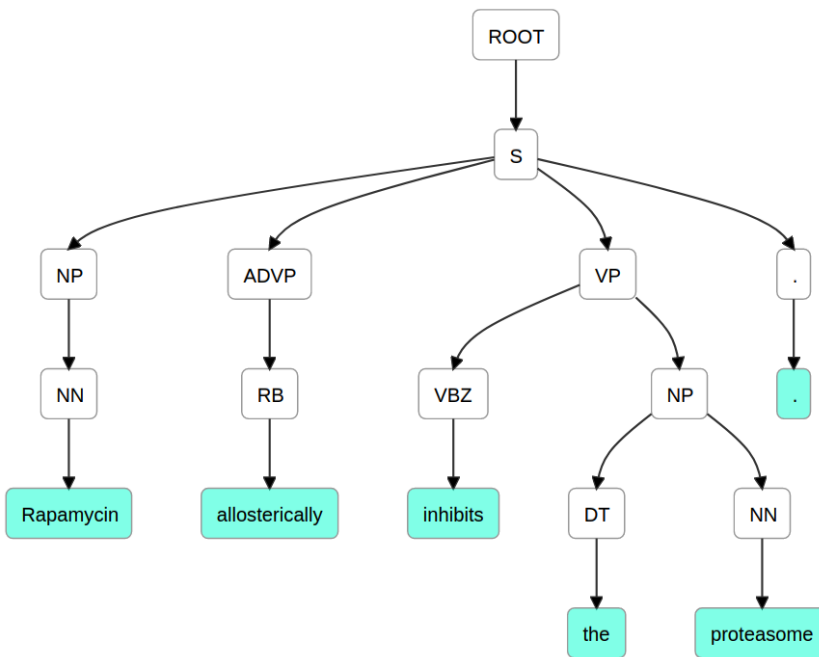 ROOT
S
NP ADVP VP .
NN RB VBZ NP .
Rapamycin allosterically inhibits DT NN
the proteasome